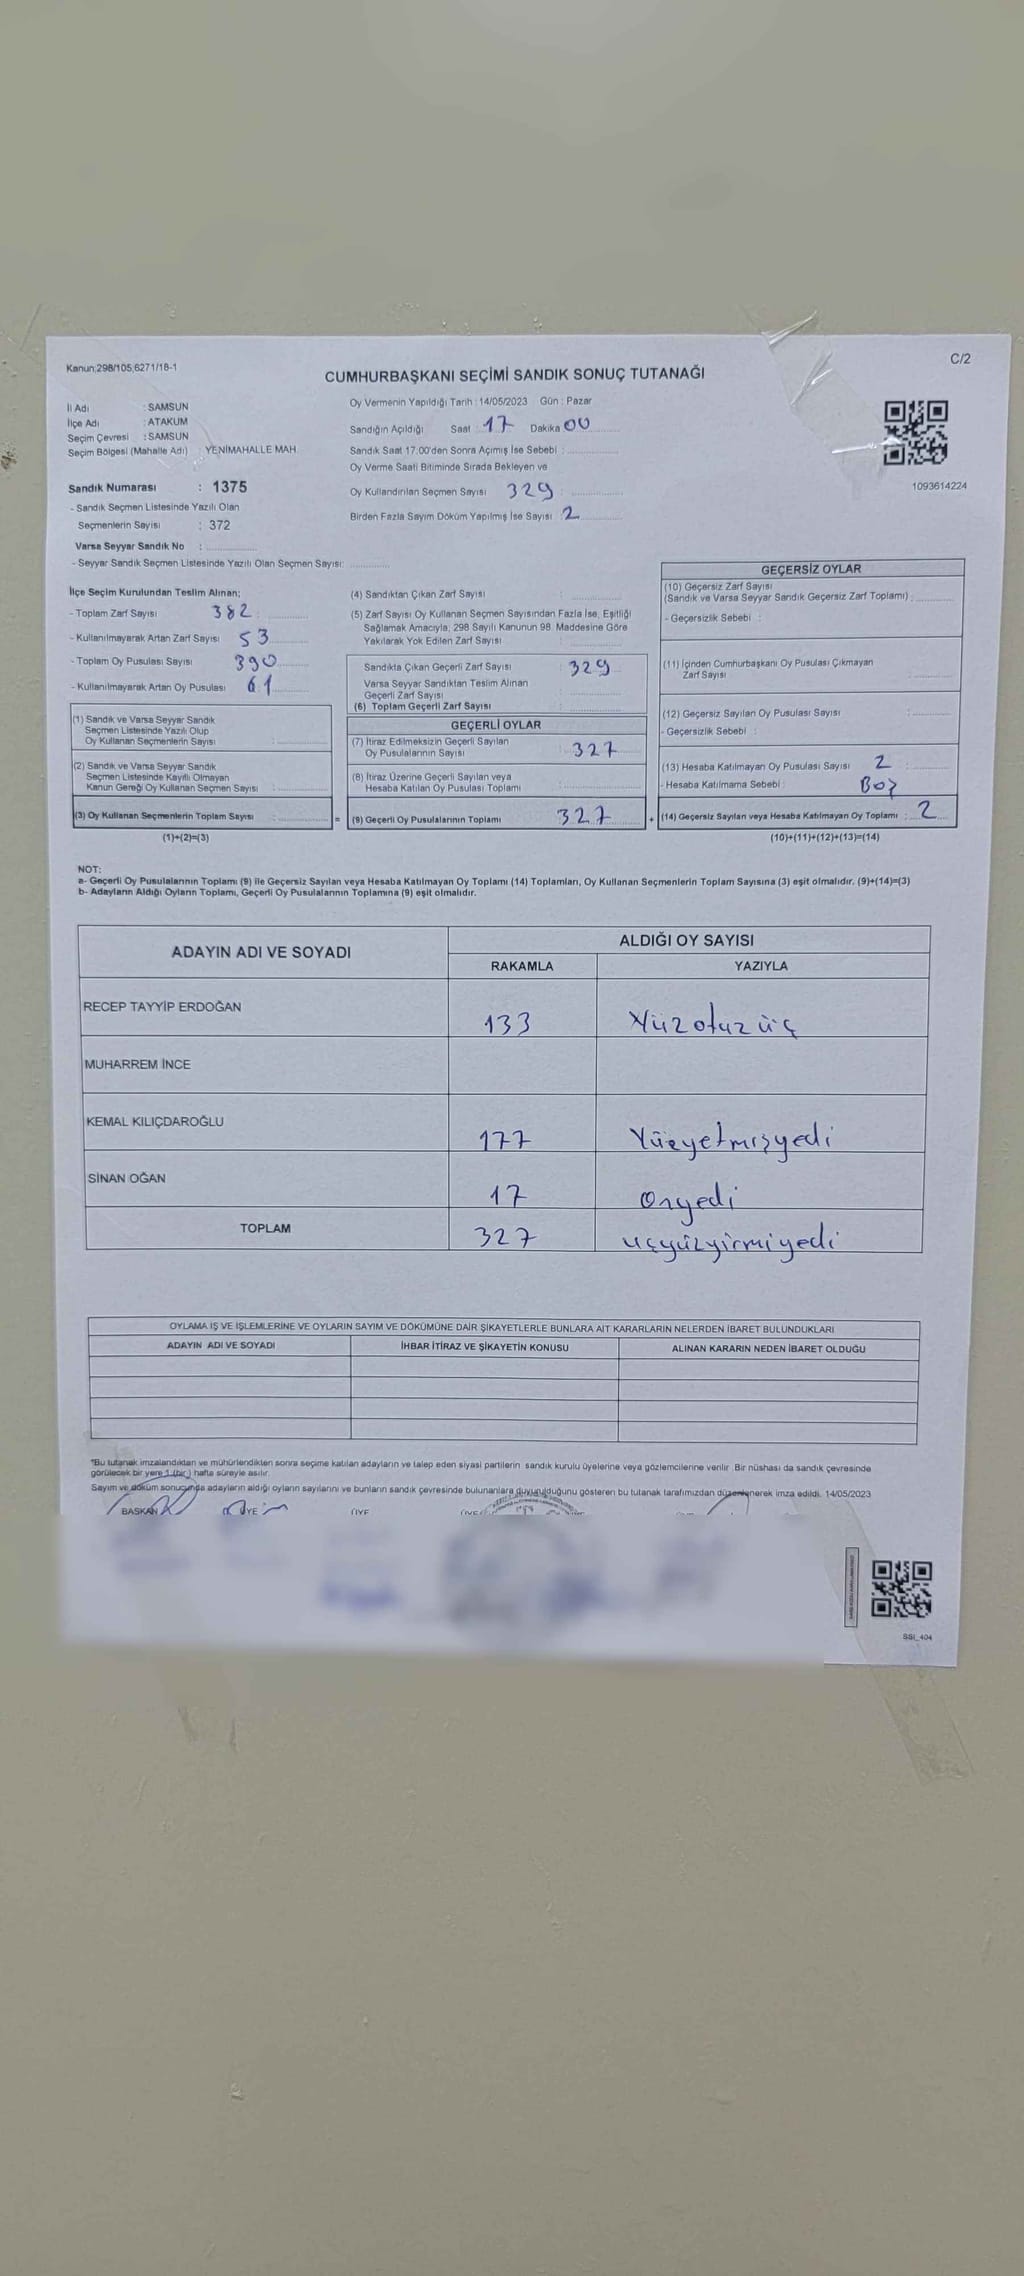 Kanun;298/105,6271/18-1
C/2
CUMHURBAŞKANI SEÇİMİ SANDIK SONUÇ TUTANAĞI
İl Adı : SAMSUN
İlçe Adı : ATAKUM
Seçim Çevresi : SAMSUN
Seçim Bölgesi (Mahalle Adı) : YENİMAHALLE MAH.
Sandık Numarası : 1375
- Sandık Seçmen Listesinde Yazılı Olan
Seçmenlerin Sayısı : 372
Varsa Seyyar Sandık No :
- Seyyar Sandık Seçmen Listesinde Yazılı Olan Seçmen Sayısı:
Oy Vermenin Yapıldığı Tarih : 14/05/2023 Gün : Pazar
Sandığın Açıldığı Saat : 17 Dakika 00
Sandık Saat 17:00'den Sonra Açımış İse Sebebi :
Oy Verme Saati Bitiminde Sırada Bekleyen ve
Oy Kullandırılan Seçmen Sayısı 329 :
Birden Fazla Sayım Döküm Yapılmış İse Sayısı : 2
1093614224
İlçe Seçim Kurulundan Teslim Alınan;
- Toplam Zarf Sayısı 382
- Kullanılmayarak Artan Zarf Sayısı 53
- Toplam Oy Pusulası Sayısı 390
- Kullanılmayarak Artan Oy Pusulası 61
(1) Sandık ve Varsa Seyyar Sandık
Seçmen Listesinde Yazılı Olup
Oy Kullanan Seçmenlerin Sayısı :
(2) Sandık ve Varsa Seyyar Sandık
Seçmen Listesinde Kayıtlı Olmayan
Kanun Gereği Oy Kullanan Seçmen Sayısı :
(3) Oy Kullanan Seçmenlerin Toplam Sayısı : =
(1)+(2)=(3)
(4) Sandıktan Çıkan Zarf Sayısı :
(5) Zarf Sayısı Oy Kullanan Seçmen Sayısından Fazla İse, Eşitliği
Sağlamak Amacıyla, 298 Sayılı Kanunun 98. Maddesine Göre
Yakılarak Yok Edilen Zarf Sayısı :
Sandıkta Çıkan Geçerli Zarf Sayısı : 329
Varsa Seyyar Sandıktan Teslim Alınan
Geçerli Zarf Sayısı :
(6) Toplam Geçerli Zarf Sayısı :
GEÇERLİ OYLAR
(7) İtiraz Edilmeksizin Geçerli Sayılan
Oy Pusulalarının Sayısı : 327
(8) İtiraz Üzerine Geçerli Sayılan veya
Hesaba Katılan Oy Pusulası Toplamı :
(9) Geçerli Oy Pusulalarının Toplamı : 327 +
GEÇERSİZ OYLAR
(10) Geçersiz Zarf Sayısı
(Sandık ve Varsa Seyyar Sandık Geçersiz Zarf Toplamı) :
- Geçersizlik Sebebi :
(11) İçinden Cumhurbaşkanı Oy Pusulası Çıkmayan
Zarf Sayısı :
(12) Geçersiz Sayılan Oy Pusulası Sayısı :
- Geçersizlik Sebebi :
(13) Hesaba Katılmayan Oy Pusulası Sayısı 2 :
- Hesaba Katılmama Sebebi : Boş
(14) Geçersiz Sayılan veya Hesaba Katılmayan Oy Toplamı : 2
(10)+(11)+(12)+(13)=(14)
NOT:
a- Geçerli Oy Pusulalarının Toplamı (9) ile Geçersiz Sayılan veya Hesaba Katılmayan Oy Toplamı (14) Toplamları, Oy Kullanan Seçmenlerin Toplam Sayısına (3) eşit olmalıdır, (9)+(14)=(3)
b- Adayların Aldığı Oyların Toplamı, Geçerli Oy Pusulalarının Toplamına (9) eşit olmalıdır.
ADAYIN ADI VE SOYADI
ALDIĞI OY SAYISI
RAKAMLA YAZIYLA
RECEP TAYYİP ERDOĞAN 133 Yüzotuzüç
MUHARREM İNCE
KEMAL KILIÇDAROĞLU 177 Yüzyetmişyedi
SİNAN OĞAN 17 Onyedi
TOPLAM 327 üçyüzyirmiyedi
OYLAMA İŞ VE İŞLEMLERİNE VE OYLARIN SAYIM VE DÖKÜMÜNE DAİR ŞİKAYETLERLE BUNLARA AİT KARARLARIN NELERDEN İBARET BULUNDUKLARI
ADAYIN ADI VE SOYADI İHBAR İTİRAZ VE ŞİKAYETİN KONUSU ALINAN KARARIN NEDEN İBARET OLDUĞU
*Bu tutanak imzalandıktan ve mühürlendikten sonra seçime katılan adayların ve talep eden siyasi partilerin sandık kurulu üyelerine veya gözlemcilerine verilir. Bir nüshası da sandık çevresinde
görülecek bir yere 1 (bir) hafta süreyle asılır.
Sayım ve döküm sonucunda adayların aldığı oyların sayılarını ve bunların sandık çevresinde bulunanlara duyurulduğunu gösteren bu tutanak tarafımızdan düzenlenerek imza edildi. 14/05/2023
BAŞKAN ÜYE ÜYE ÜYE
SSI_404